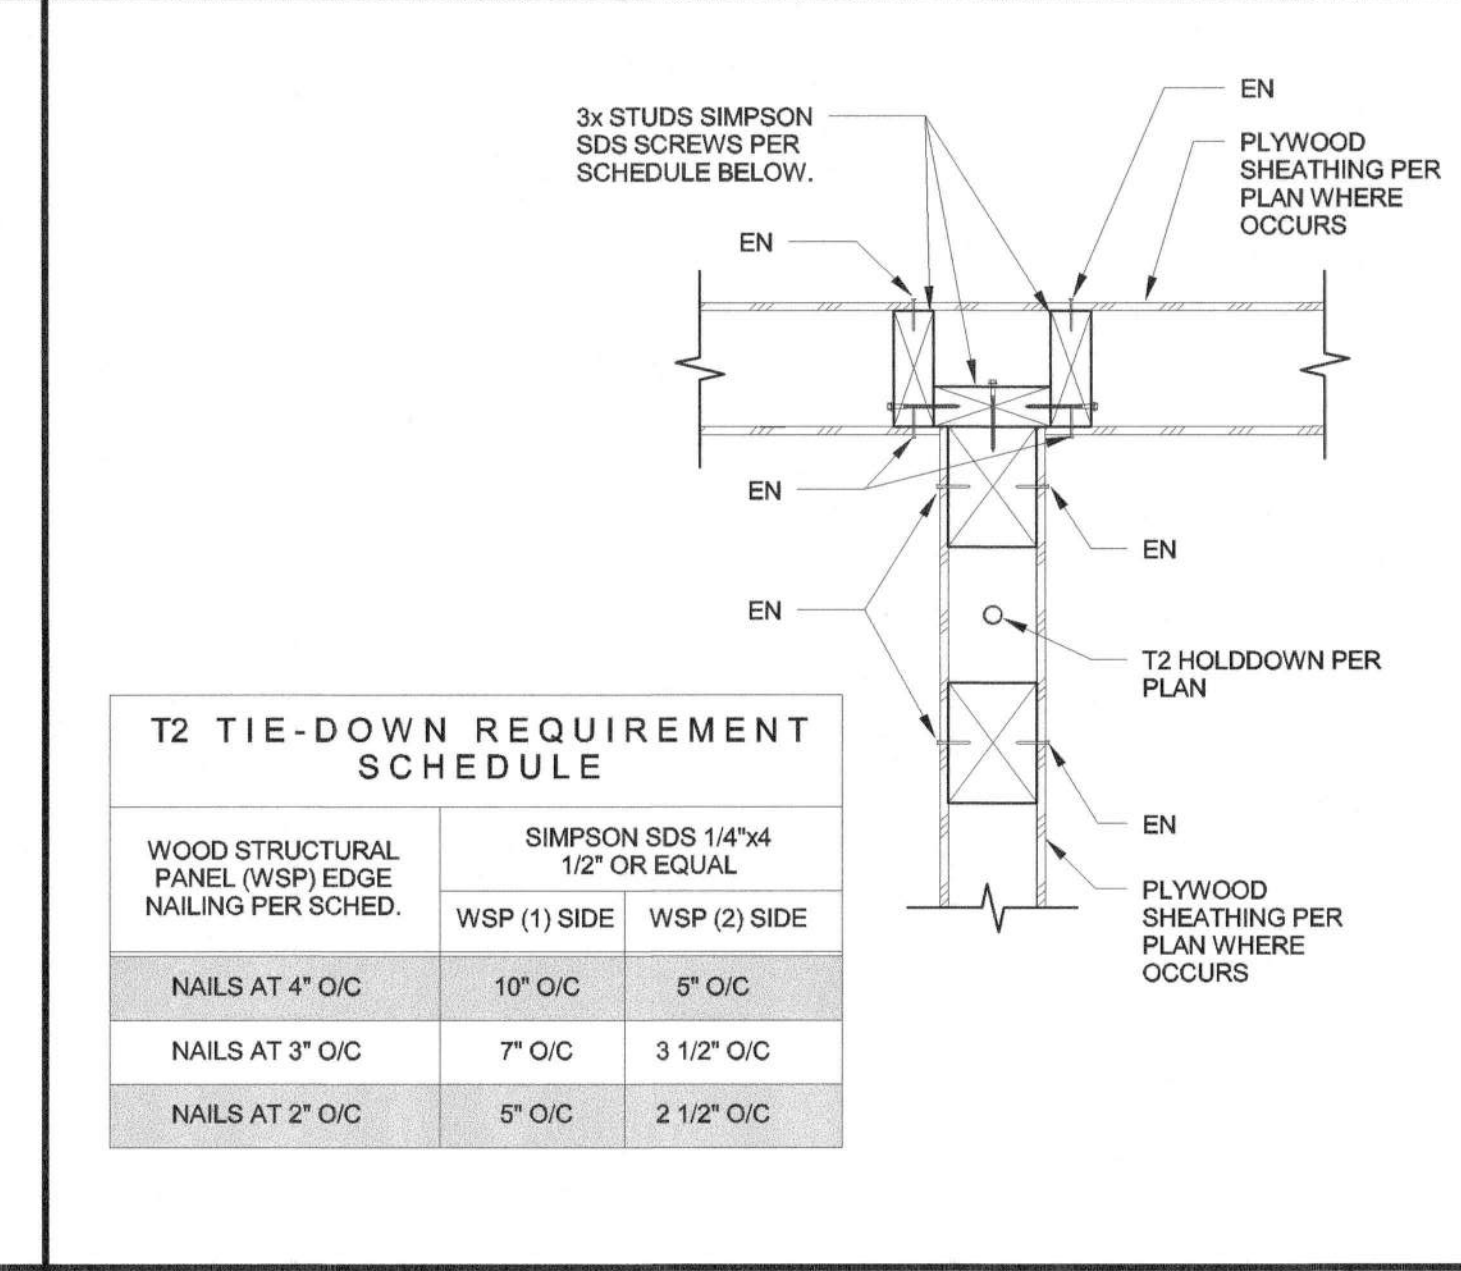 3x STUDS SIMPSON
SDS SCREWS PER
SCHEDULE BELOW.
EN
PLYWOOD
SHEATHING PER
PLAN WHERE
OCCURS
EN
EN
EN
EN
T2 HOLDDOWN PER
PLAN
EN
PLYWOOD
SHEATHING PER
PLAN WHERE
OCCURS
T2 TIE-DOWN REQUIREMENT
SCHEDULE
WOOD STRUCTURAL
PANEL (WSP) EDGE
NAILING PER SCHED.
SIMPSON SDS 1/4"x4
1/2" OR EQUAL
WSP (1) SIDE
WSP (2) SIDE
NAILS AT 4" O/C
10" O/C
5" O/C
NAILS AT 3" O/C
7" O/C
3 1/2" O/C
NAILS AT 2" O/C
5" O/C
2 1/2" O/C